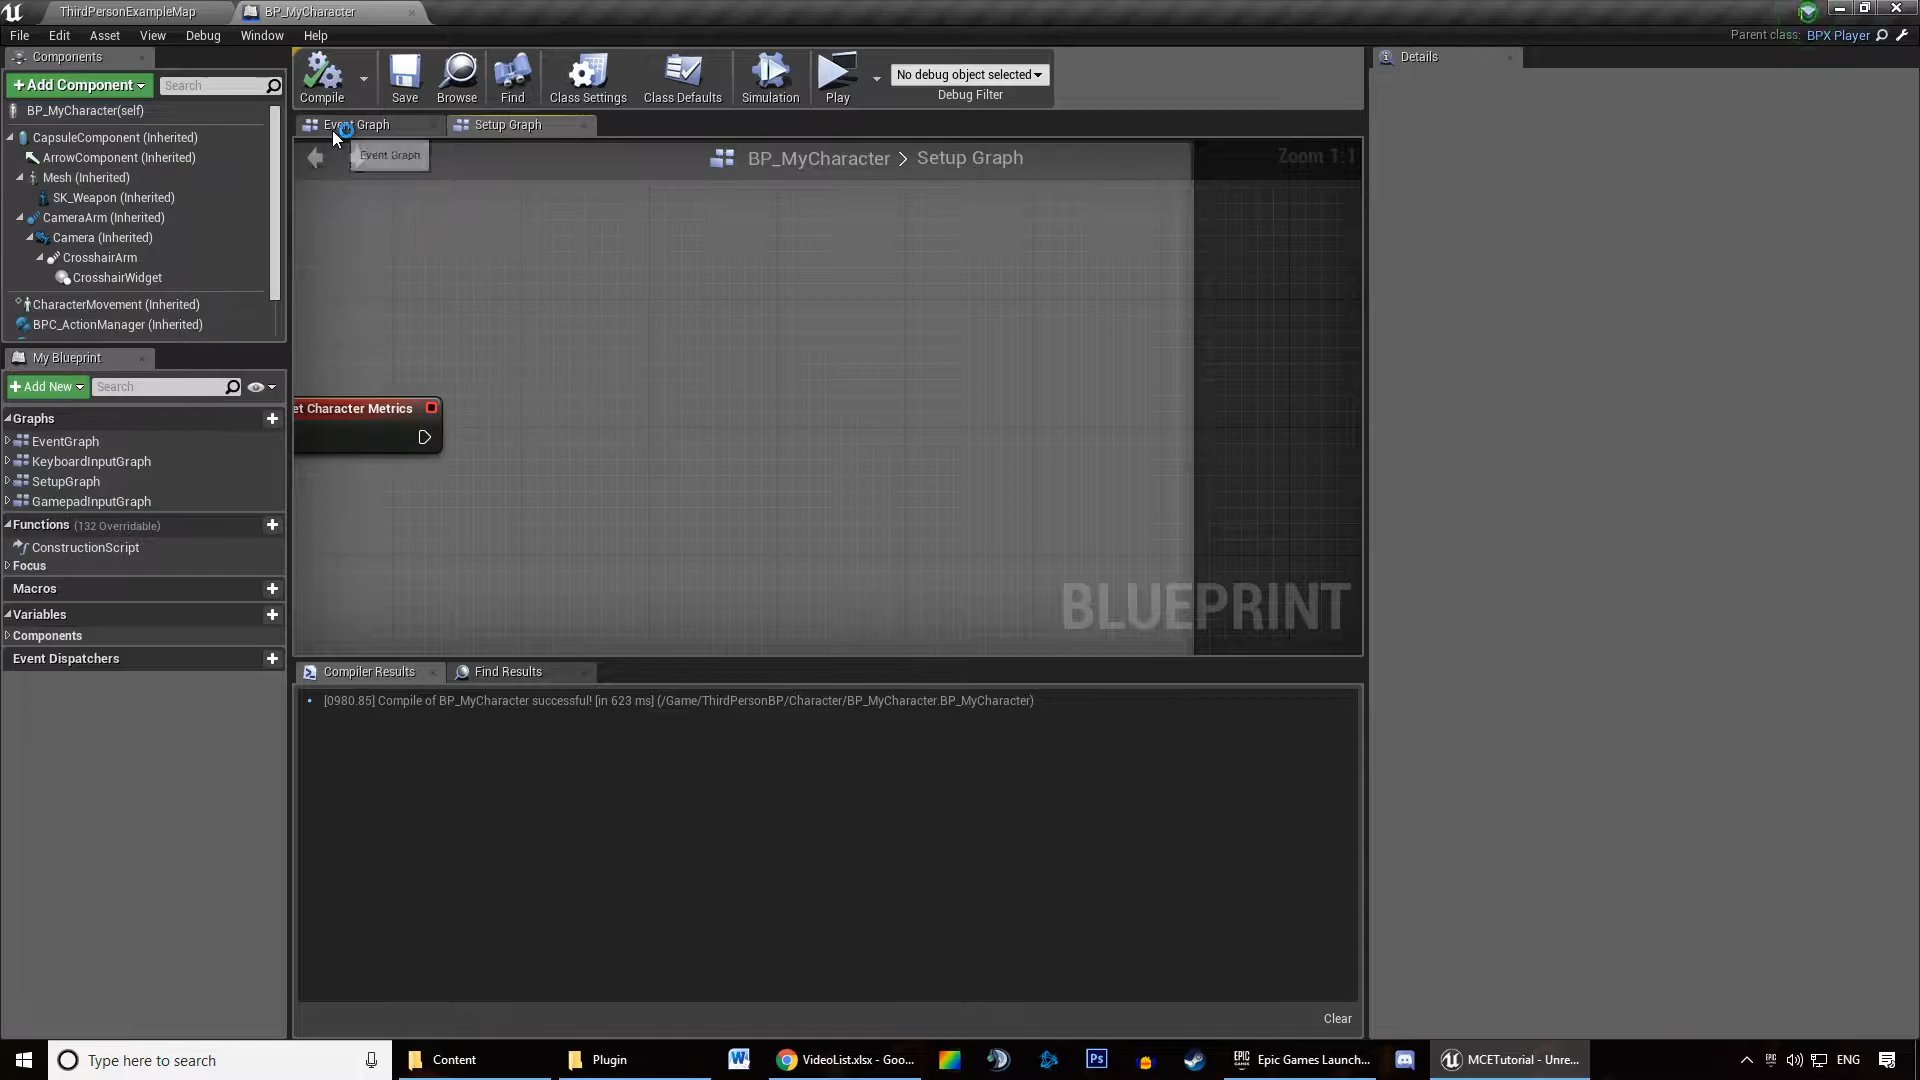 ThirdPersonExampleMap
BP_MyCharacter
File Edit Asset View Debug Window Help
Parent class: BPX Player
Components
Details
+Add Component
Search
Compile
Save
Browse
Find
Class Settings
Class Defaults
Simulation
Play
No debug object selected
Debug Filter
BP_MyCharacter(self)
CapsuleComponent (Inherited)
ArrowComponent (Inherited)
Mesh (Inherited)
SK_Weapon (Inherited)
CameraArm (Inherited)
Camera (Inherited)
CrosshairArm
CrosshairWidget
CharacterMovement (Inherited)
BPC_ActionManager (Inherited)
Event Graph
Setup Graph
Event Graph
BP_MyCharacter > Setup Graph
Zoom 1:1
et Character Metrics
BLUEPRINT
My Blueprint
+Add New
Search
Graphs
EventGraph
KeyboardInputGraph
SetupGraph
GamepadInputGraph
Functions (132 Overridable)
ConstructionScript
Focus
Macros
Variables
Components
Event Dispatchers
Compiler Results
Find Results
[0980.85] Compile of BP_MyCharacter successful! [in 623 ms] (/Game/ThirdPersonBP/Character/BP_MyCharacter.BP_MyCharacter)
Clear
Type here to search
Content
Plugin
VideoList.xlsx - Goo...
Ps
EPIC GAMES
Epic Games Launch...
MCETutorial - Unre...
ENG